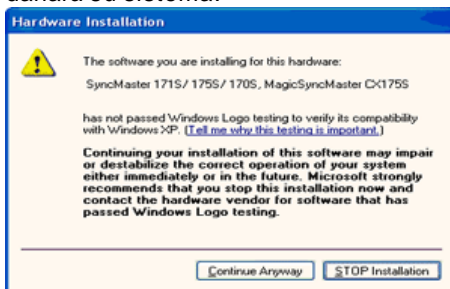 Hardware Installation
The software you are installing for this hardware:
SyncMaster 171S/ 175S/ 170S, MagicSyncMaster CX175S
has not passed Windows Logo testing to verify its compatibility
with Windows XP. (Tell me why this testing is important.)
Continuing your installation of this software may impair
or destabilize the correct operation of your system
either immediately or in the future. Microsoft strongly
recommends that you stop this installation now and
contact the hardware vendor for software that has
passed Windows Logo testing.
Continue Anyway STOP Installation